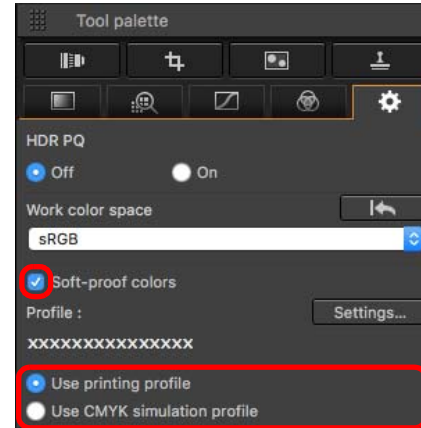 Tool palette
HDR PQ
Off On
Work color space
sRGB
Soft-proof colors
Profile : Settings...
xxxxxxxxxxxxxxx
Use printing profile
Use CMYK simulation profile